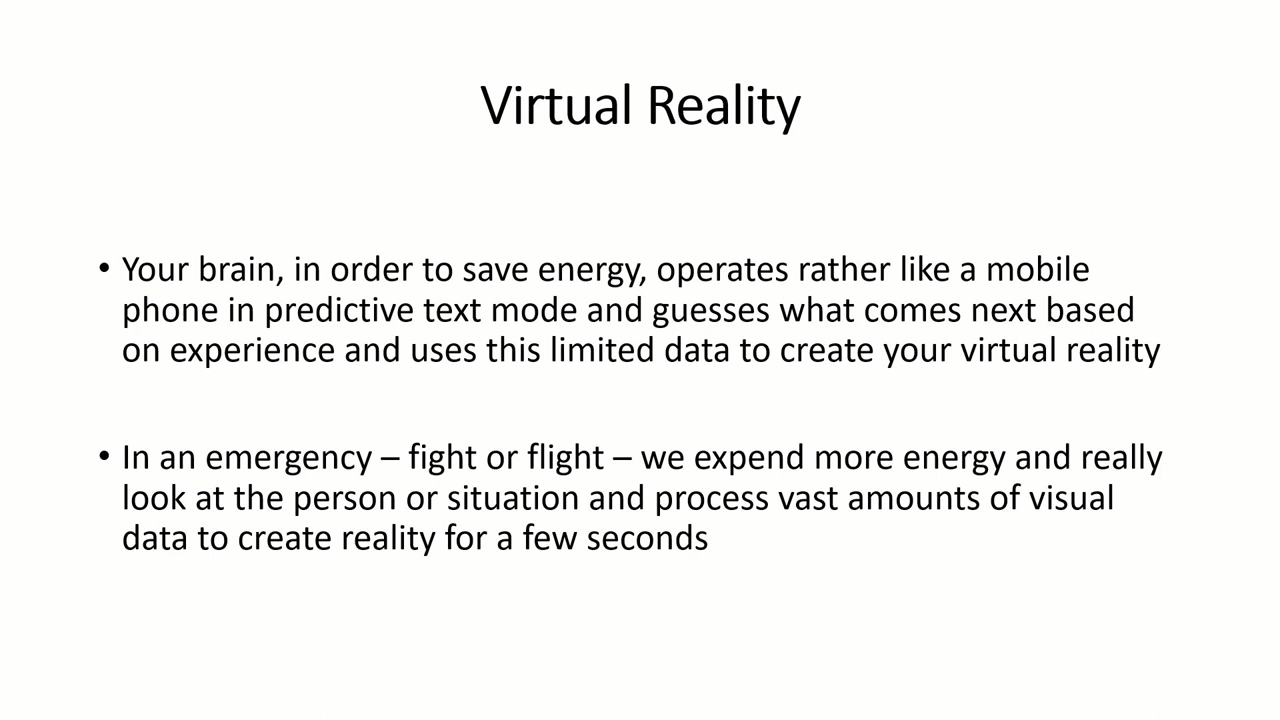 Virtual Reality
• Your brain, in order to save energy, operates rather like a mobile
phone in predictive text mode and guesses what comes next based
on experience and uses this limited data to create your virtual reality
• In an emergency – fight or flight – we expend more energy and really
look at the person or situation and process vast amounts of visual
data to create reality for a few seconds